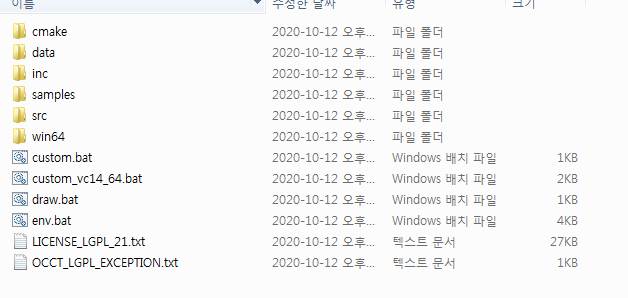 이름 수정한 날짜 유형 크기
cmake 2020-10-12 오후... 파일 폴더
data 2020-10-12 오후... 파일 폴더
inc 2020-10-12 오후... 파일 폴더
samples 2020-10-12 오후... 파일 폴더
src 2020-10-12 오후... 파일 폴더
win64 2020-10-12 오후... 파일 폴더
custom.bat 2020-10-12 오후... Windows 배치 파일 1KB
custom_vc14_64.bat 2020-10-12 오후... Windows 배치 파일 2KB
draw.bat 2020-10-12 오후... Windows 배치 파일 1KB
env.bat 2020-10-12 오후... Windows 배치 파일 4KB
LICENSE_LGPL_21.txt 2020-10-12 오후... 텍스트 문서 27KB
OCCT_LGPL_EXCEPTION.txt 2020-10-12 오후... 텍스트 문서 1KB